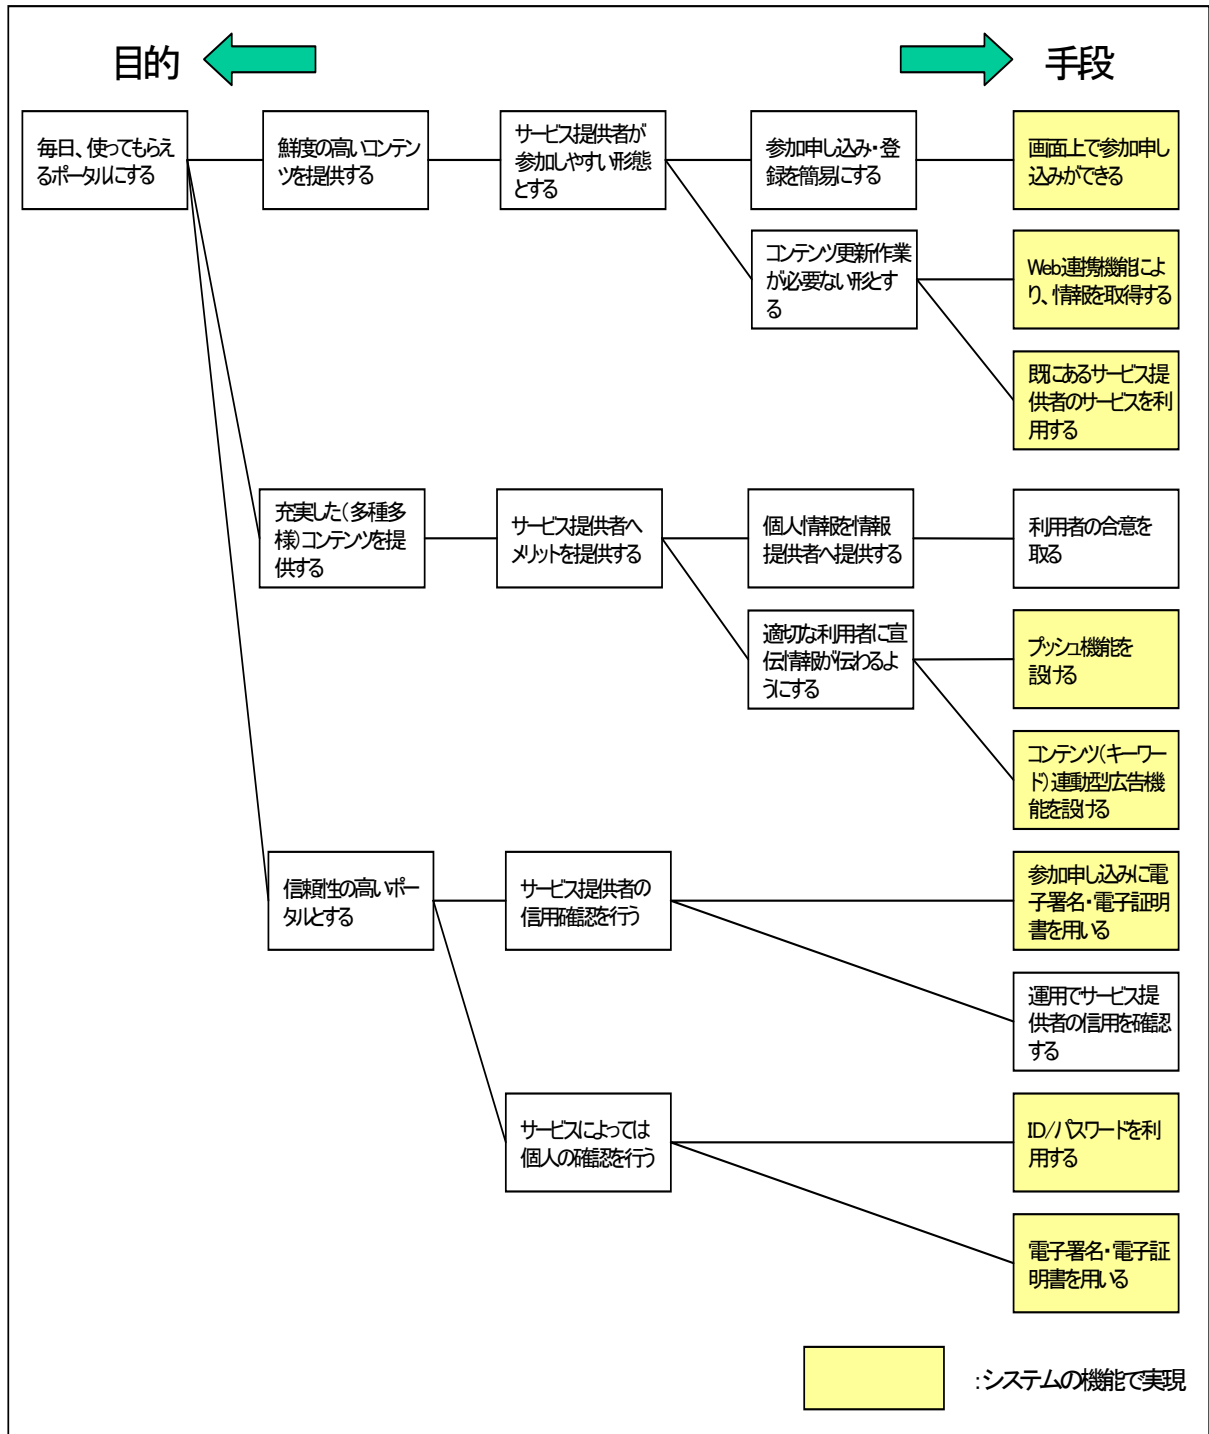 目的
手段
毎日、使ってもらえ
るポータルにする
鮮度の高いコンテン
ツを提供する
サービス提供者が
参加しやすい形態
とする
参加申し込み・登
録を簡易にする
画面上で参加申し
込みができる
コンテンツ更新作業
が必要ない形とす
る
Web連携機能によ
り、情報を取得する
既にあるサービス提
供者のサービスを利
用する
充実した(多種多
様)コンテンツを提
供する
サービス提供者へ
メリットを提供する
個人情報を情報
提供者へ提供する
利用者の合意を
取る
適切な利用者に宣
伝情報が伝わるよ
うにする
プッシュ機能を
設ける
コンテンツ(キーワー
ド)連動型広告機
能を設ける
信頼性の高いポー
タルとする
サービス提供者の
信用確認を行う
参加申し込みに電
子署名・電子証明
書を用いる
運用でサービス提
供者の信用を確認
する
サービスによっては
個人の確認を行う
ID/パスワードを利
用する
電子署名・電子証
明書を用いる
:システムの機能で実現